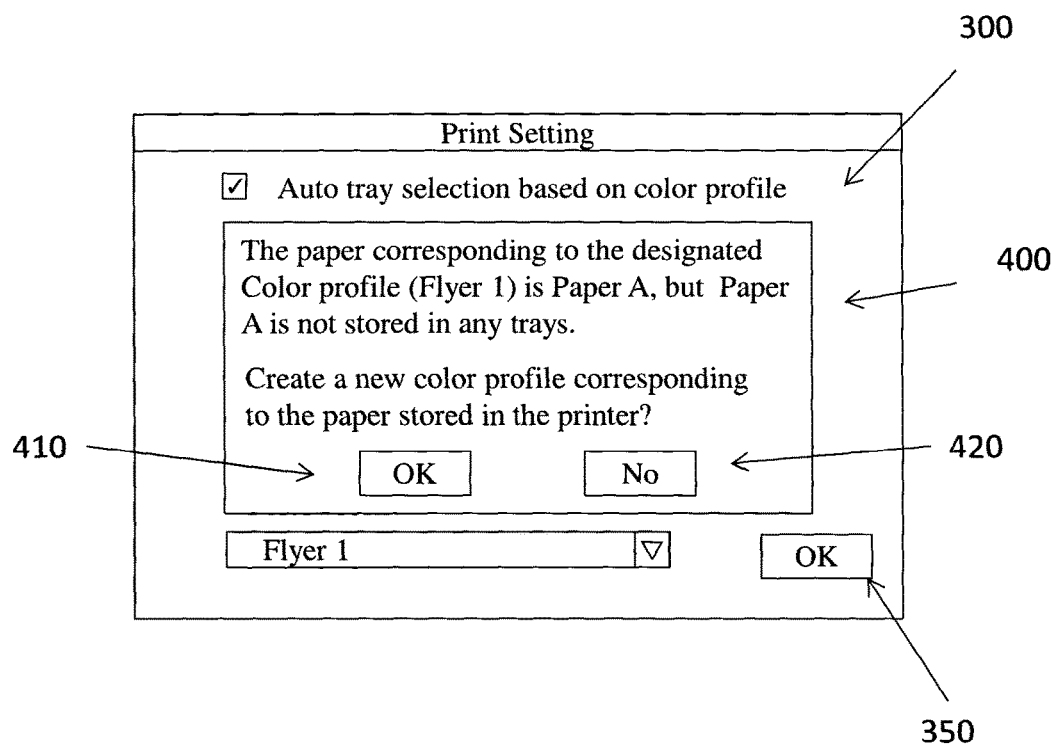 300
Print Setting
Auto tray selection based on color profile
400
The paper corresponding to the designated
Color profile (Flyer 1) is Paper A, but Paper
A is not stored in any trays.
Create a new color profile corresponding
to the paper stored in the printer?
410
420
OK
No
Flyer 1
OK
350